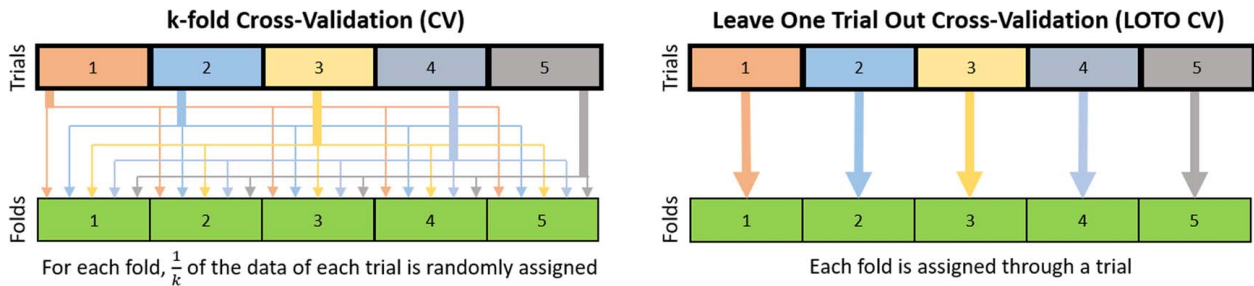 k-fold Cross-Validation (CV)
Trials
1 2 3 4 5
Folds
1 2 3 4 5
For each fold, 1/k of the data of each trial is randomly assigned
Leave One Trial Out Cross-Validation (LOTO CV)
Trials
1 2 3 4 5
Folds
1 2 3 4 5
Each fold is assigned through a trial